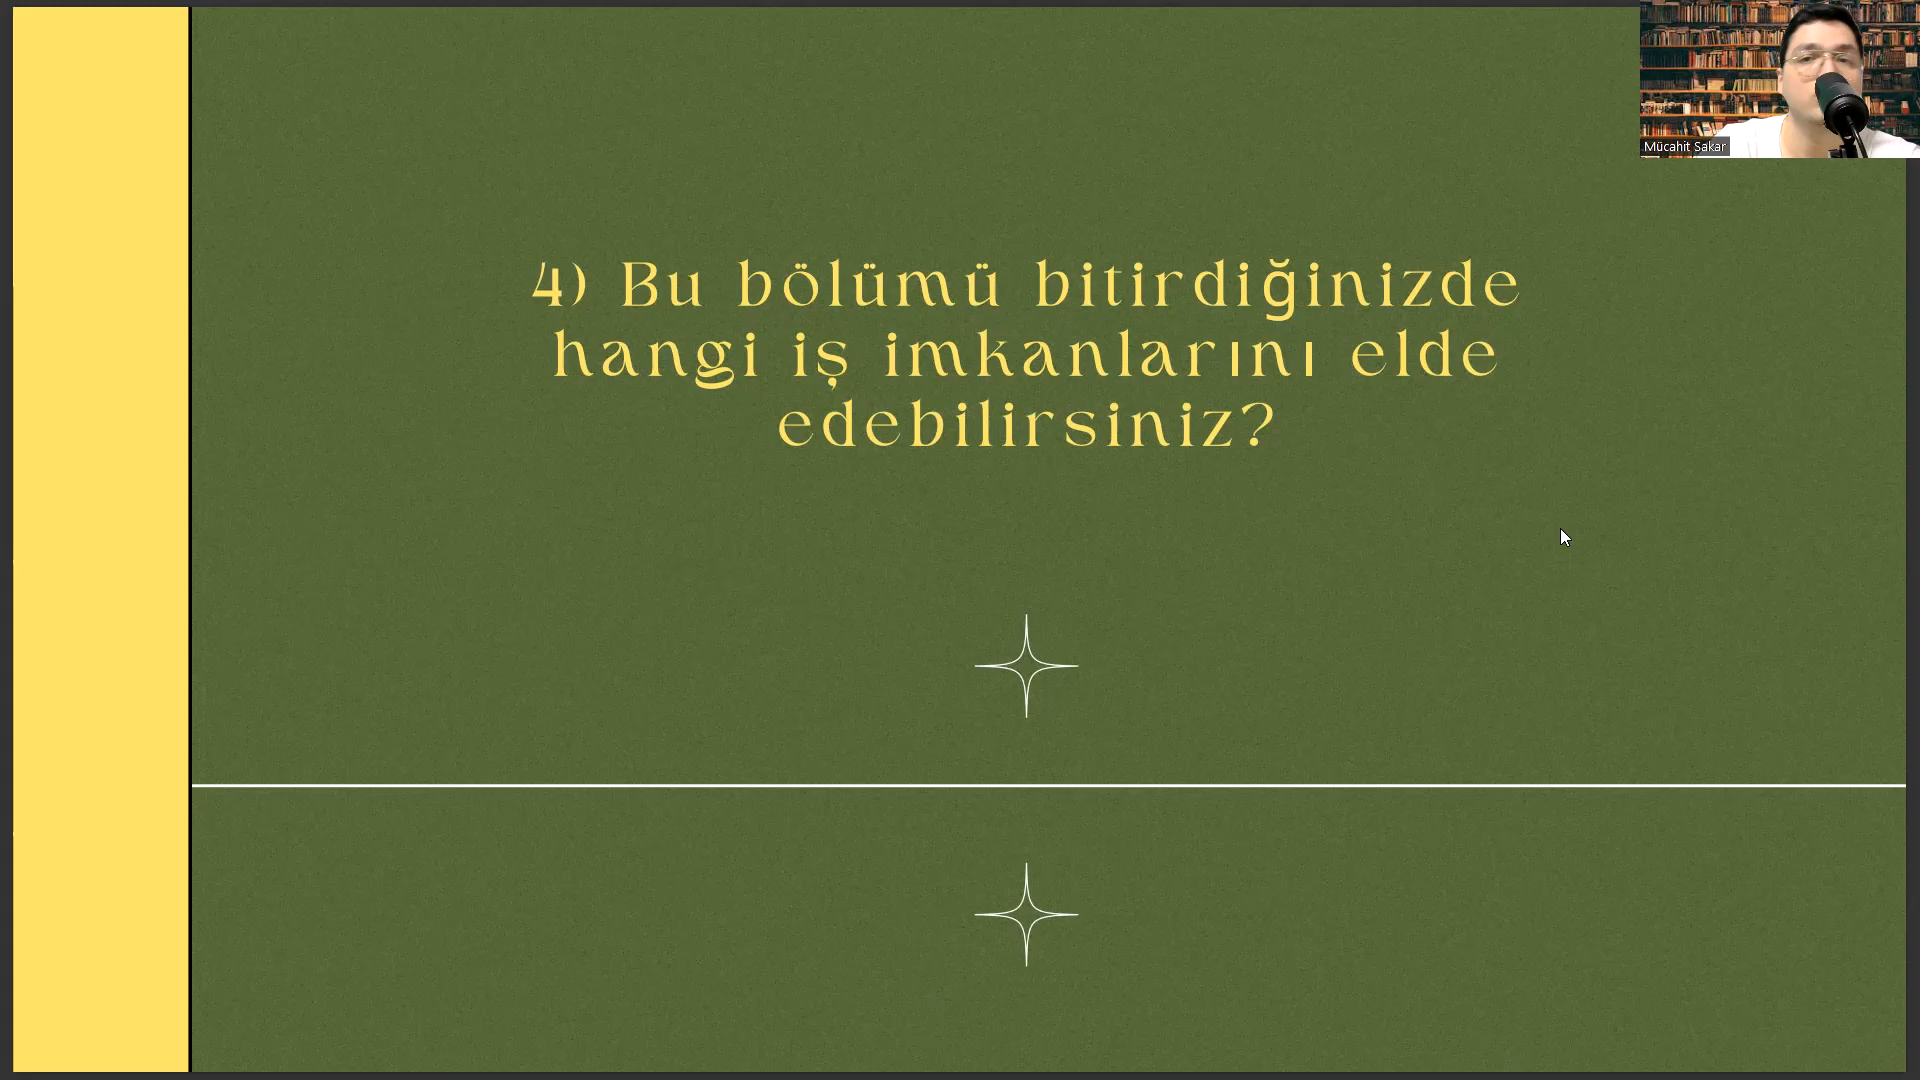 Mücahit Sakar
4) Bu bölümü bitirdiğinizde
hangi iş imkanlarını elde
edebilirsiniz?